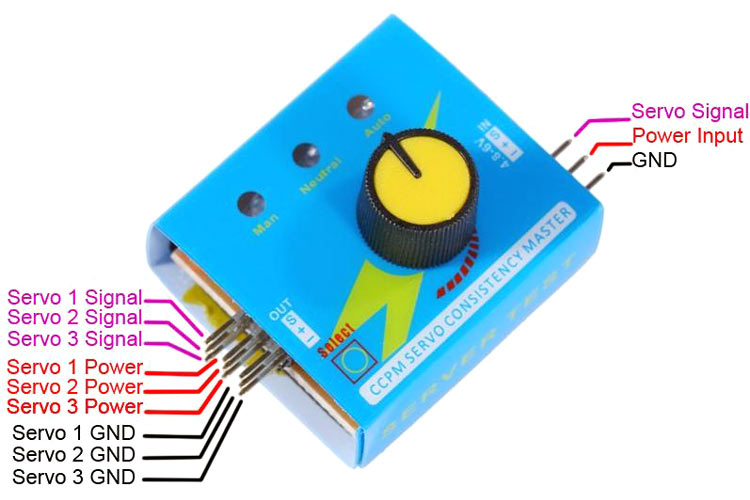 Servo Signal
Power Input
GND
Auto
Neutral
Man
4.8-6V IN
I + S
OUT
S + I
select
CCPM SERVO CONSISTENCY MASTER
SERVER TEST
Servo 1 Signal
Servo 2 Signal
Servo 3 Signal
Servo 1 Power
Servo 2 Power
Servo 3 Power
Servo 1 GND
Servo 2 GND
Servo 3 GND